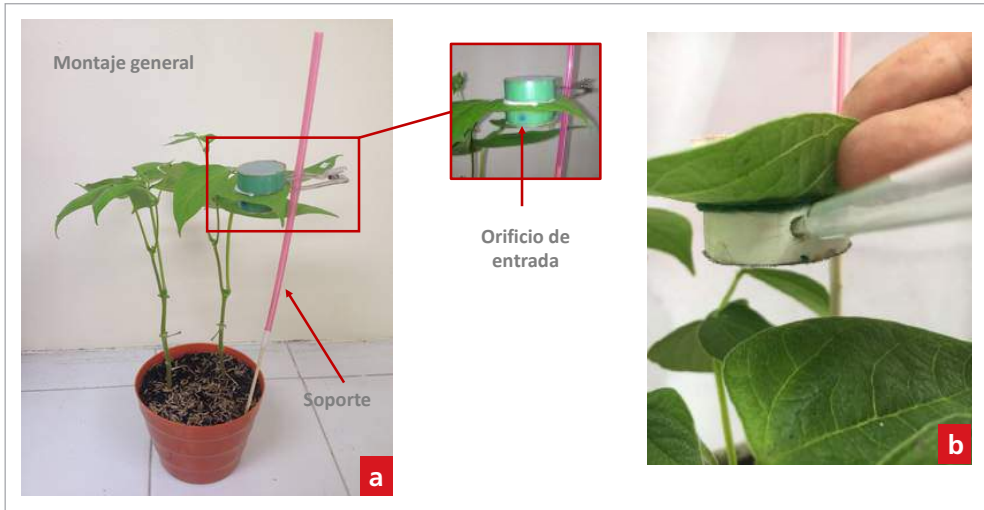 Montaje general
Orificio de
entrada
Soporte
a
b